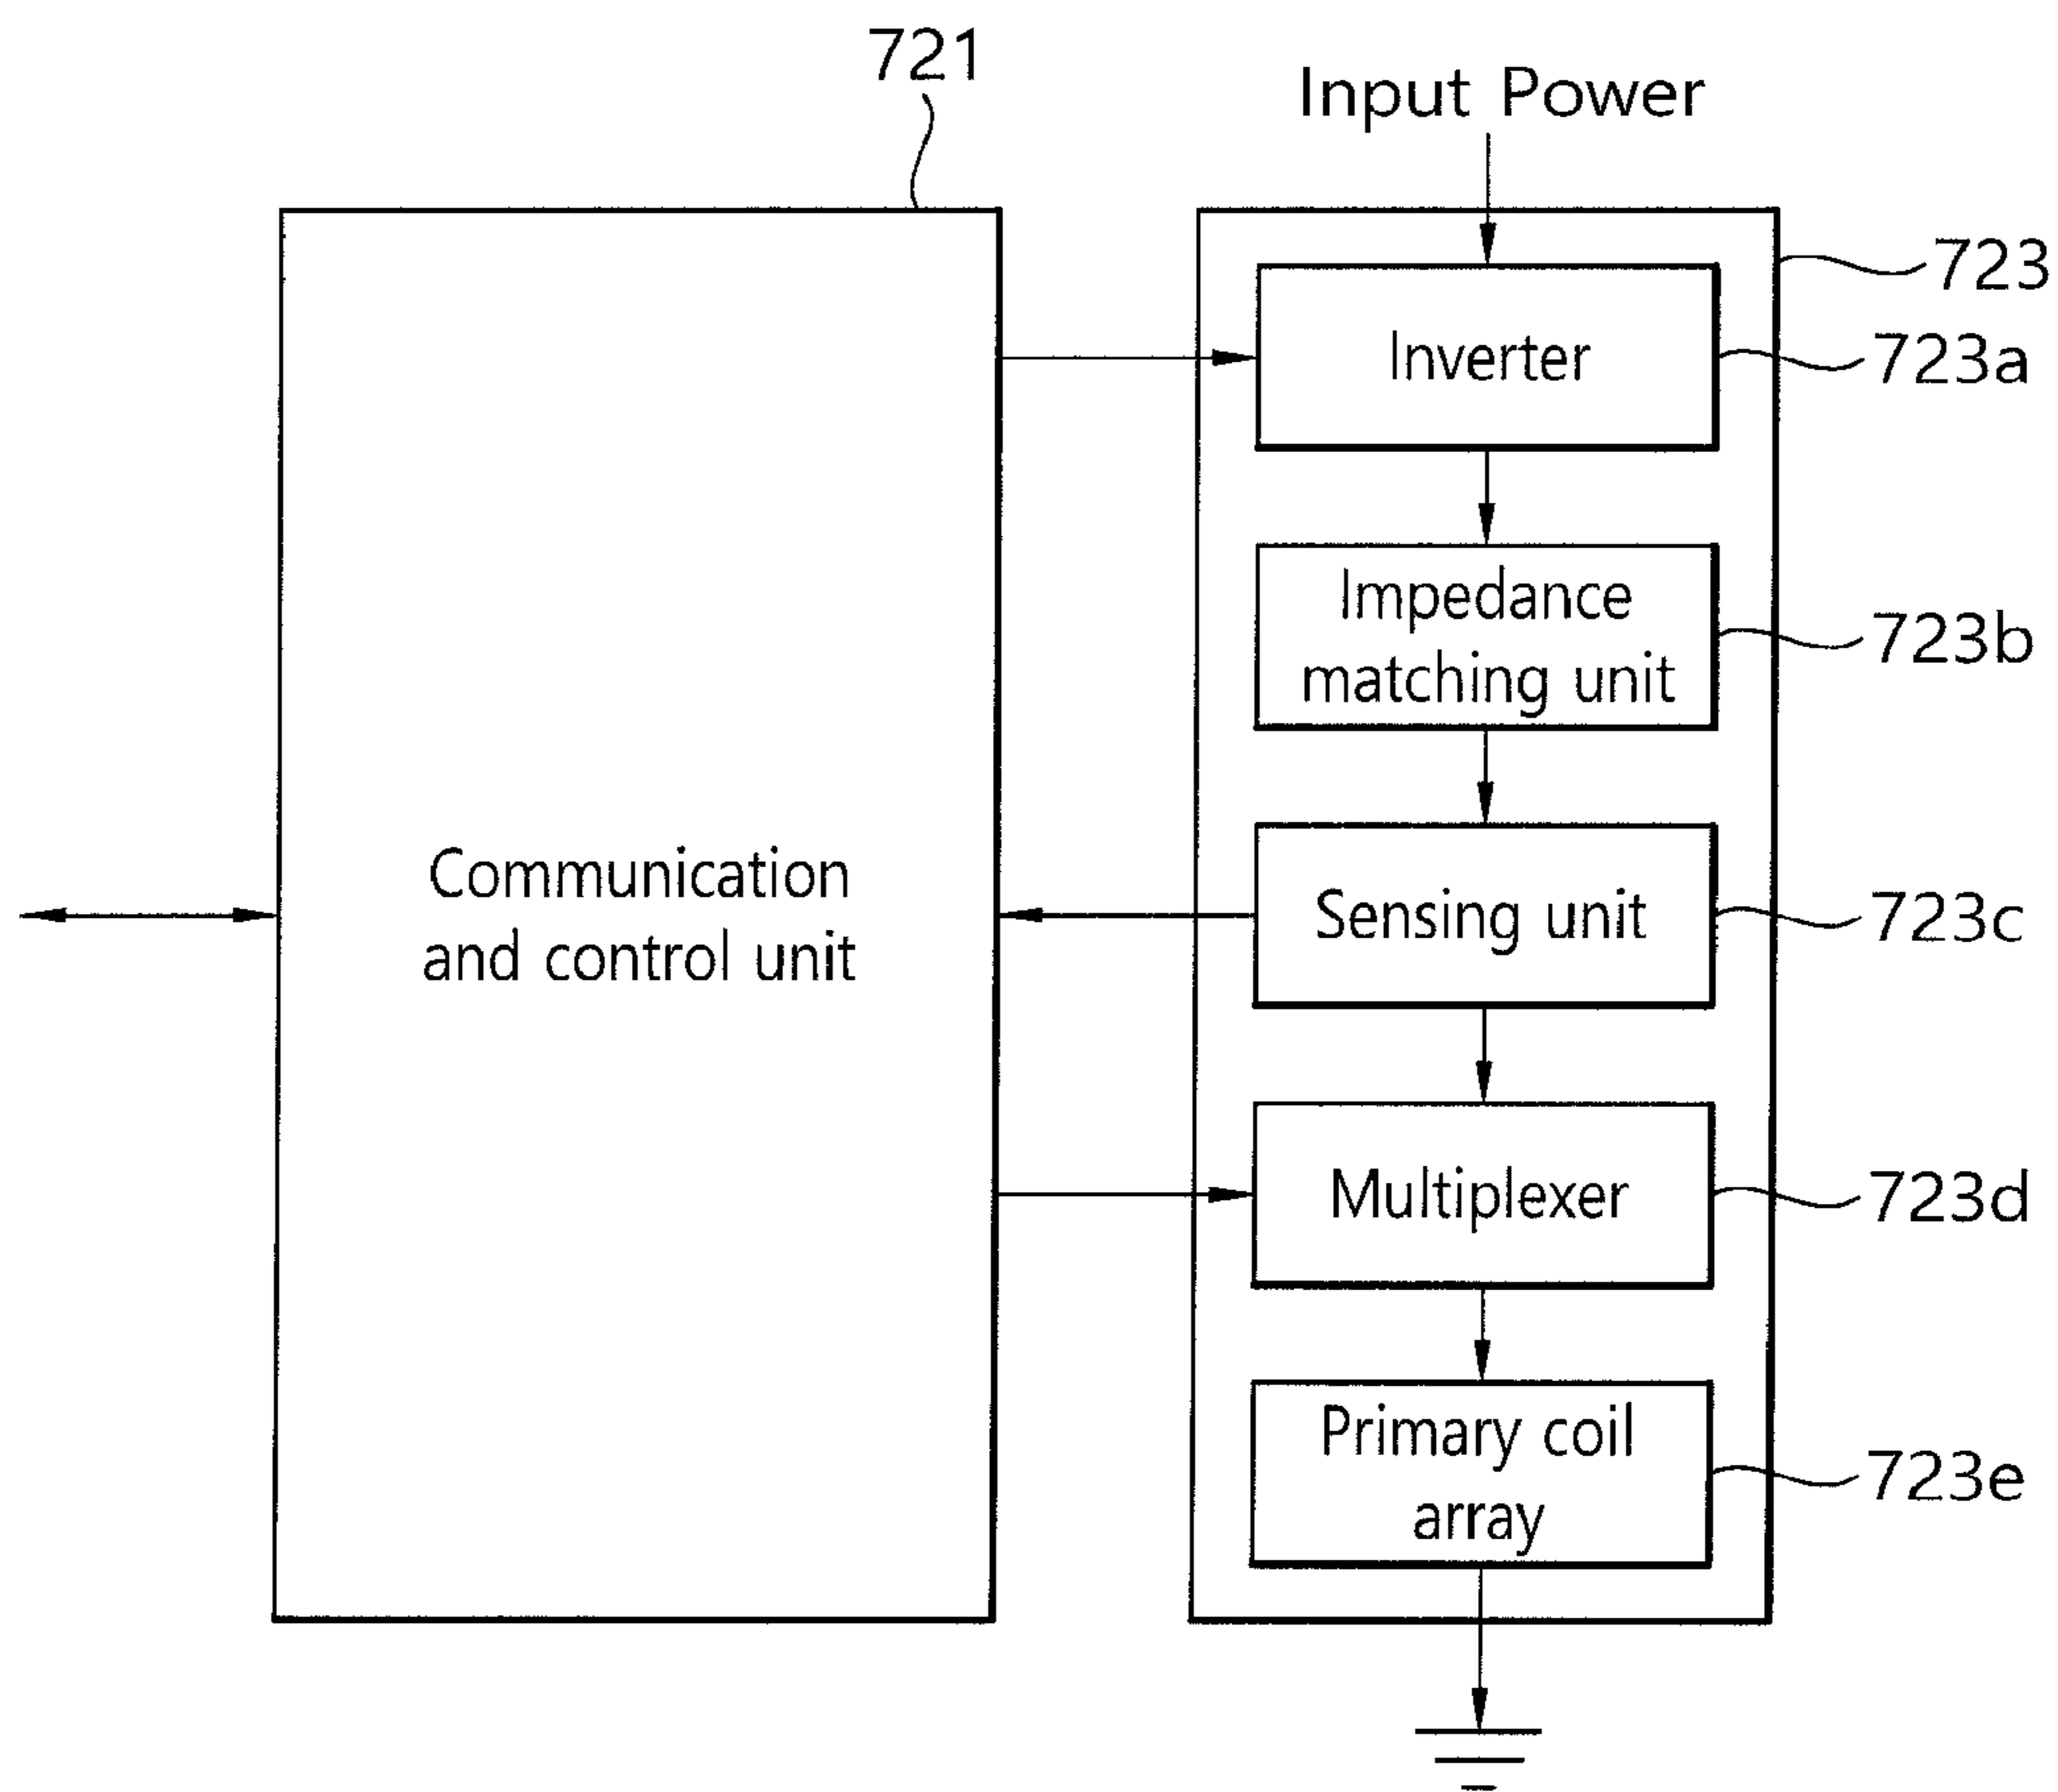 721
Input Power
723
Inverter
723a
Impedance
matching unit
723b
Communication
and control unit
Sensing unit
723c
Multiplexer
723d
Primary coil
array
723e